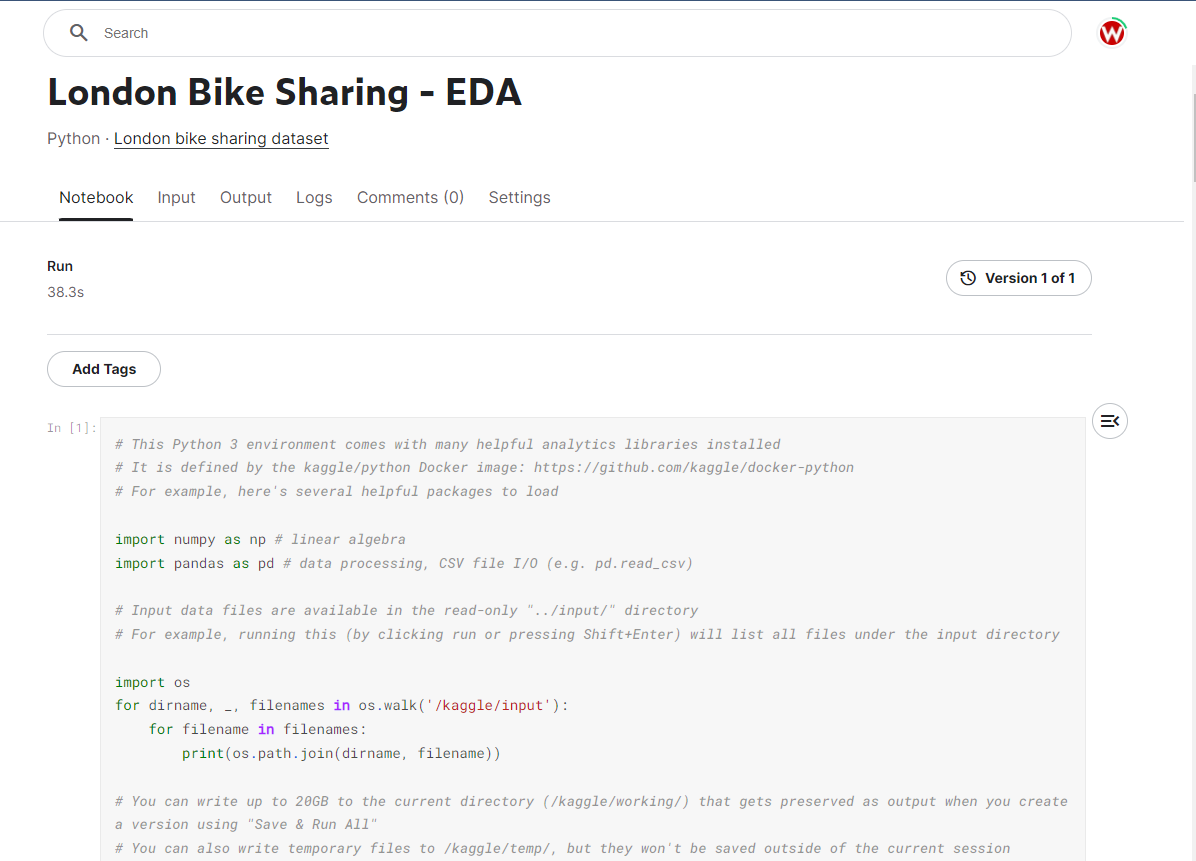 Search
W
London Bike Sharing - EDA
Python · London bike sharing dataset
Notebook Input Output Logs Comments (0) Settings
Run
38.3s
Version 1 of 1
Add Tags
In [1]:
# This Python 3 environment comes with many helpful analytics libraries installed
# It is defined by the kaggle/python Docker image: https://github.com/kaggle/docker-python
# For example, here's several helpful packages to load
import numpy as np # linear algebra
import pandas as pd # data processing, CSV file I/O (e.g. pd.read_csv)
# Input data files are available in the read-only "../input/" directory
# For example, running this (by clicking run or pressing Shift+Enter) will list all files under the input directory
import os
for dirname, _, filenames in os.walk('/kaggle/input'):
    for filename in filenames:
        print(os.path.join(dirname, filename))
# You can write up to 20GB to the current directory (/kaggle/working/) that gets preserved as output when you create
a version using "Save & Run All"
# You can also write temporary files to /kaggle/temp/, but they won't be saved outside of the current session